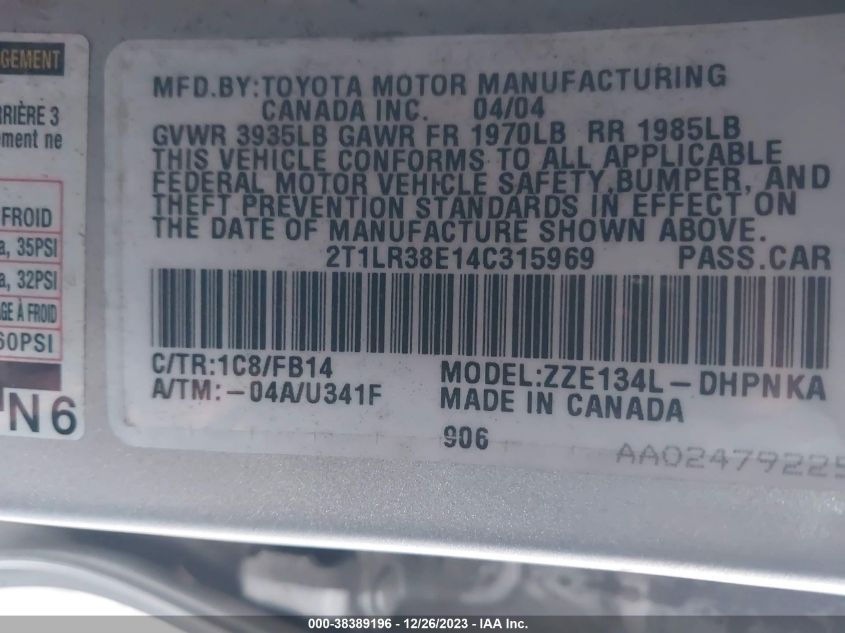 GEMENT
RRIÈRE 3
ement ne
FROID
a, 35PSI
a, 32PSI
AGE À FROID
60PSI
N6
MFD.BY:TOYOTA MOTOR MANUFACTURING
CANADA INC. 04/04
GVWR 3935LB GAWR FR 1970LB RR 1985LB
THIS VEHICLE CONFORMS TO ALL APPLICABLE
FEDERAL MOTOR VEHICLE SAFETY,BUMPER, AND
THEFT PREVENTION STANDARDS IN EFFECT ON
THE DATE OF MANUFACTURE SHOWN ABOVE.
2T1LR38E14C315969 PASS.CAR
C/TR:1C8/FB14 MODEL:ZZE134L-DHPNKA
A/TM:-04A/U341F MADE IN CANADA
906
AA02479225
000-38389196 - 12/26/2023 - IAA Inc.